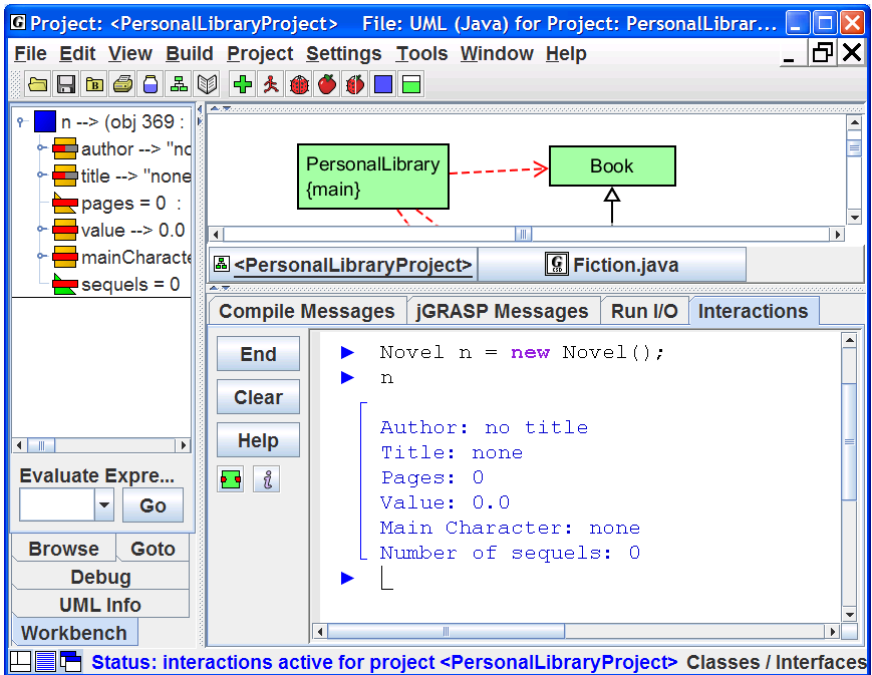 Project: <PersonalLibraryProject> File: UML (Java) for Project: PersonalLibrar...
File Edit View Build Project Settings Tools Window Help
n --> (obj 369 :
author --> "no
title --> "none
pages = 0 :
value --> 0.0
mainCharacte
sequels = 0
Evaluate Expre...
Go
Browse Goto
Debug
UML Info
Workbench
PersonalLibrary
{main}
Book
<PersonalLibraryProject> Fiction.java
Compile Messages jGRASP Messages Run I/O Interactions
End
Clear
Help
Novel n = new Novel();
n
Author: no title
Title: none
Pages: 0
Value: 0.0
Main Character: none
Number of sequels: 0
Status: interactions active for project <PersonalLibraryProject> Classes / Interfaces